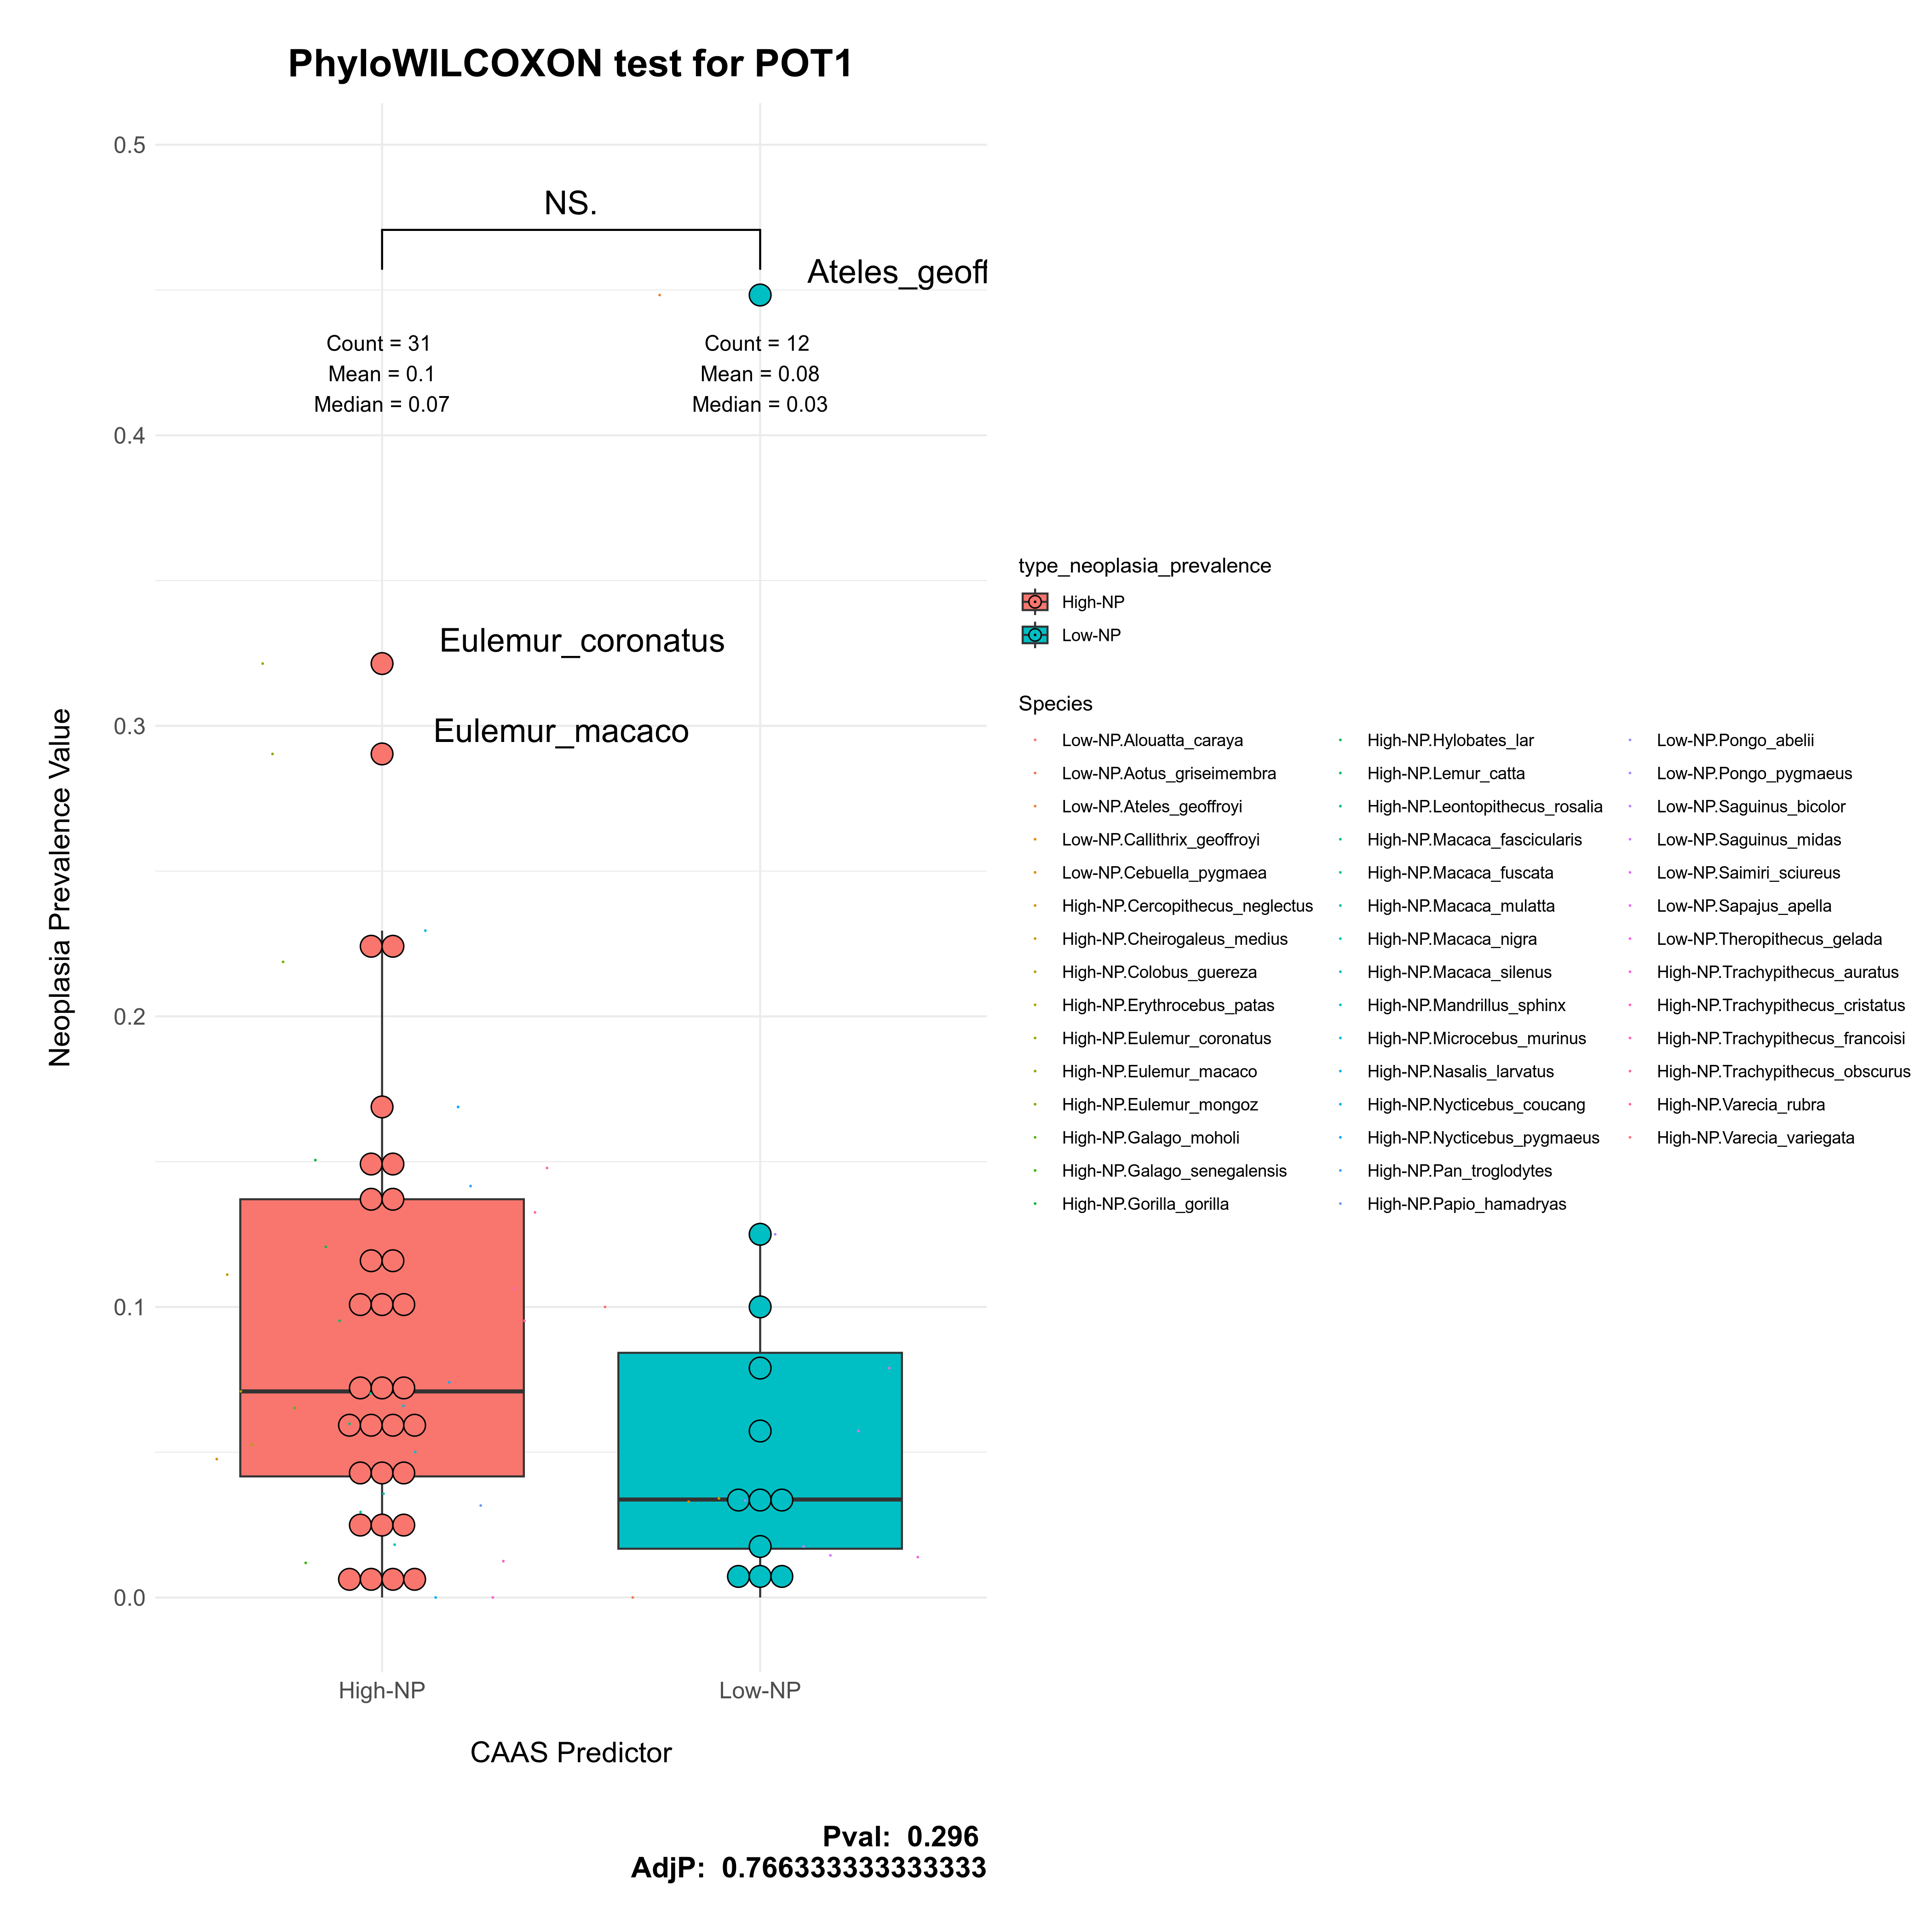 PhyloWILCOXON test for POT1
0.5
NS.
Ateles_geoff
Count = 31
Mean = 0.1
Median = 0.07
Count = 12
Mean = 0.08
Median = 0.03
0.4
Eulemur_coronatus
0.3
Eulemur_macaco
0.2
0.1
0.0
Neoplasia Prevalence Value
High-NP
Low-NP
CAAS Predictor
Pval: 0.296
AdjP: 0.766333333333333
type_neoplasia_prevalence
High-NP
Low-NP
Species
Low-NP.Alouatta_caraya
Low-NP.Aotus_griseimembra
Low-NP.Ateles_geoffroyi
Low-NP.Callithrix_geoffroyi
Low-NP.Cebuella_pygmaea
High-NP.Cercopithecus_neglectus
High-NP.Cheirogaleus_medius
High-NP.Colobus_guereza
High-NP.Erythrocebus_patas
High-NP.Eulemur_coronatus
High-NP.Eulemur_macaco
High-NP.Eulemur_mongoz
High-NP.Galago_moholi
High-NP.Galago_senegalensis
High-NP.Gorilla_gorilla
High-NP.Hylobates_lar
High-NP.Lemur_catta
High-NP.Leontopithecus_rosalia
High-NP.Macaca_fascicularis
High-NP.Macaca_fuscata
High-NP.Macaca_mulatta
High-NP.Macaca_nigra
High-NP.Macaca_silenus
High-NP.Mandrillus_sphinx
High-NP.Microcebus_murinus
High-NP.Nasalis_larvatus
High-NP.Nycticebus_coucang
High-NP.Nycticebus_pygmaeus
High-NP.Pan_troglodytes
High-NP.Papio_hamadryas
Low-NP.Pongo_abelii
Low-NP.Pongo_pygmaeus
Low-NP.Saguinus_bicolor
Low-NP.Saguinus_midas
Low-NP.Saimiri_sciureus
Low-NP.Sapajus_apella
Low-NP.Theropithecus_gelada
High-NP.Trachypithecus_auratus
High-NP.Trachypithecus_cristatus
High-NP.Trachypithecus_francoisi
High-NP.Trachypithecus_obscurus
High-NP.Varecia_rubra
High-NP.Varecia_variegata